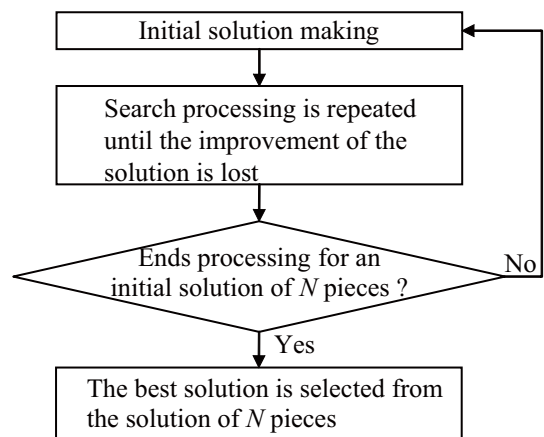 Initial solution making
Search processing is repeated
until the improvement of the
solution is lost
Ends processing for an
initial solution of N pieces ?
No
Yes
The best solution is selected from
the solution of N pieces